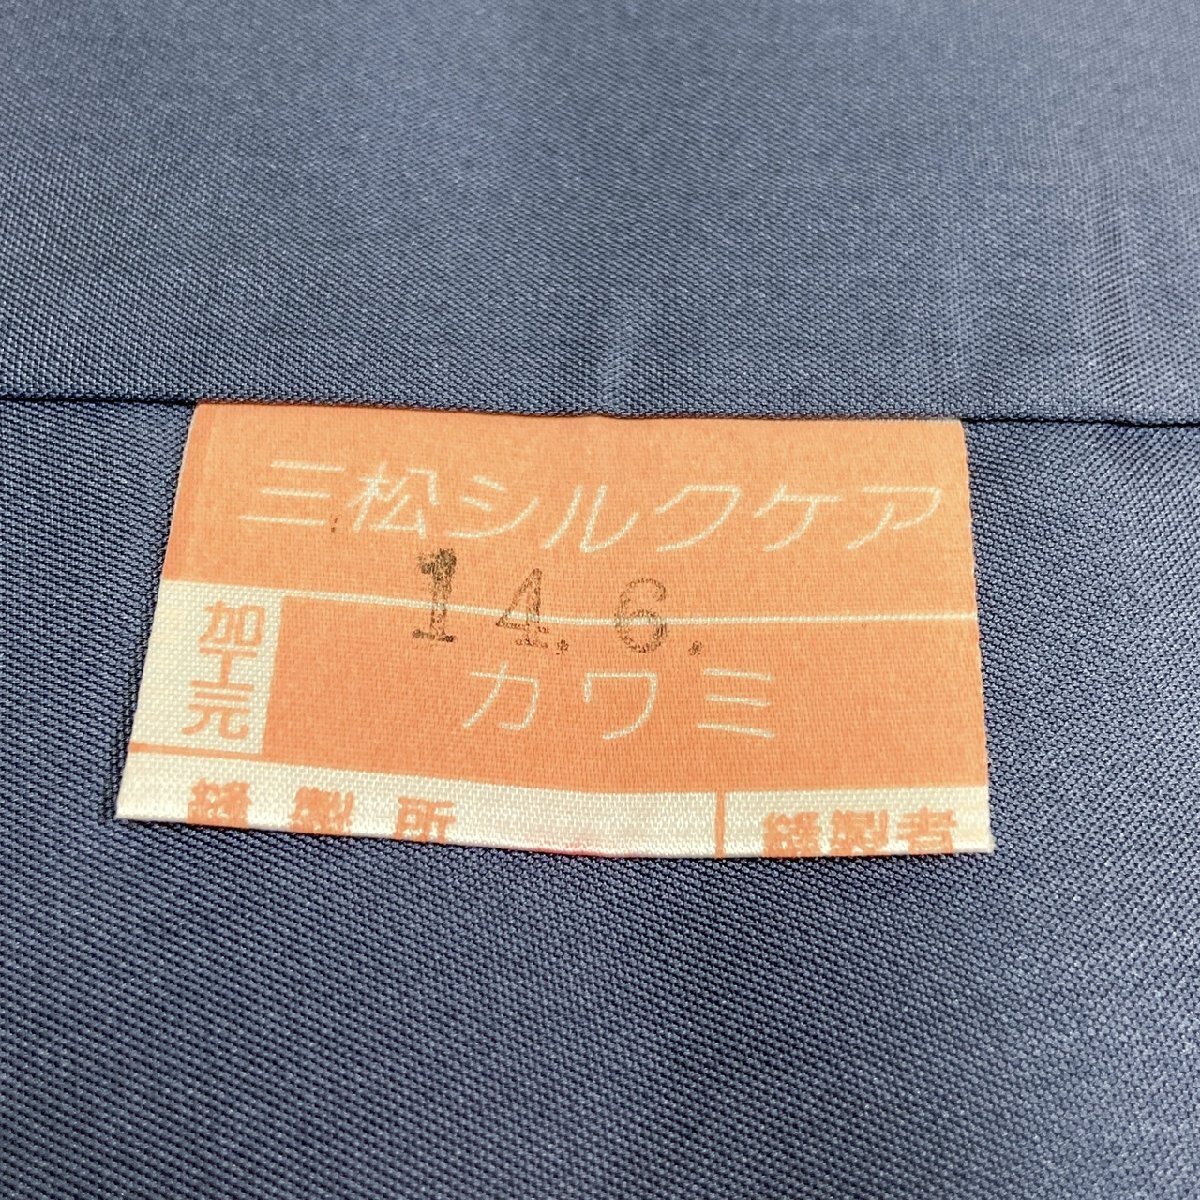 三松シルクケア
14.6.
加工元 カワミ
縫製所 縫製者